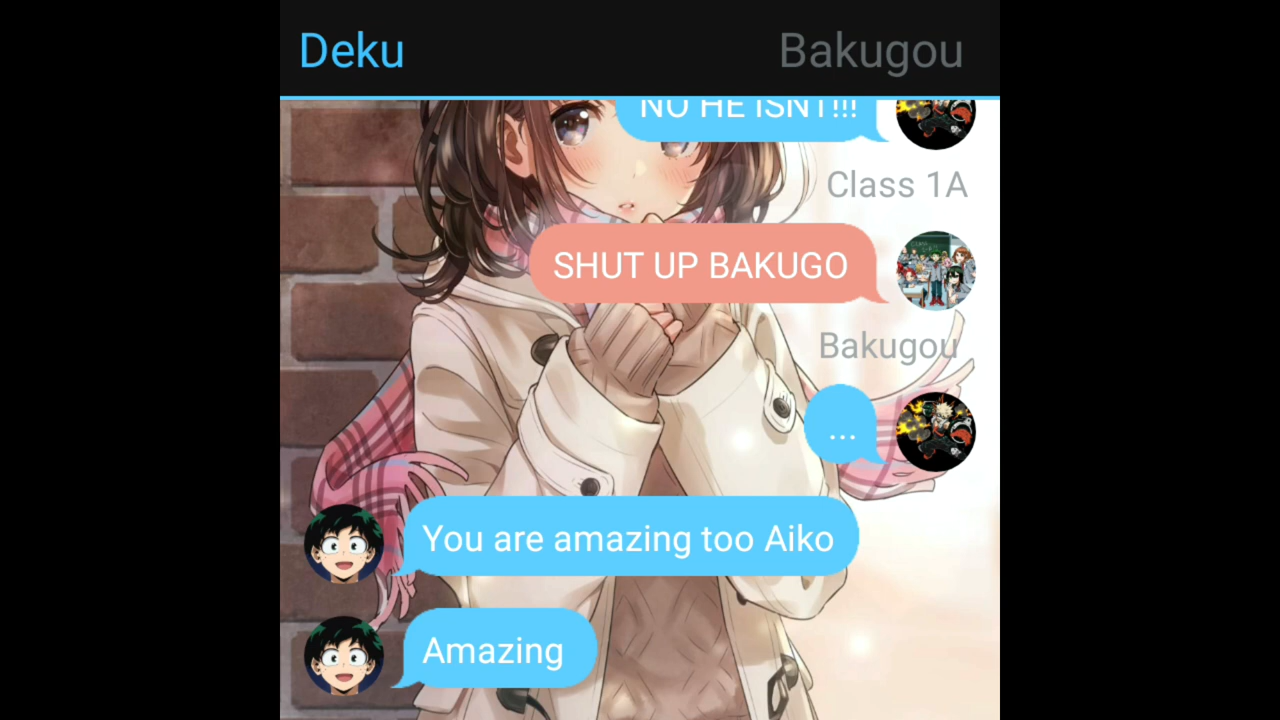 Deku
Bakugou
NO HE ISNT!!!
Class 1A
SHUT UP BAKUGO
Bakugou
...
You are amazing too Aiko
Amazing